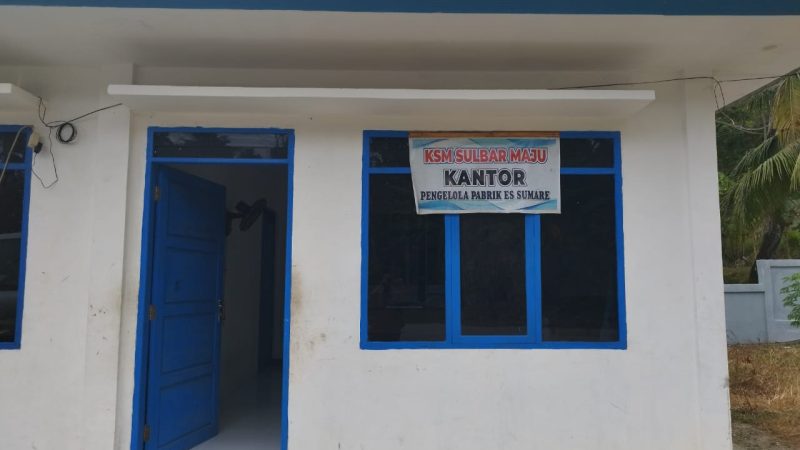 KSM SULBAR MAJU
KANTOR
PENGELOLA PABRIK ES SUMARE